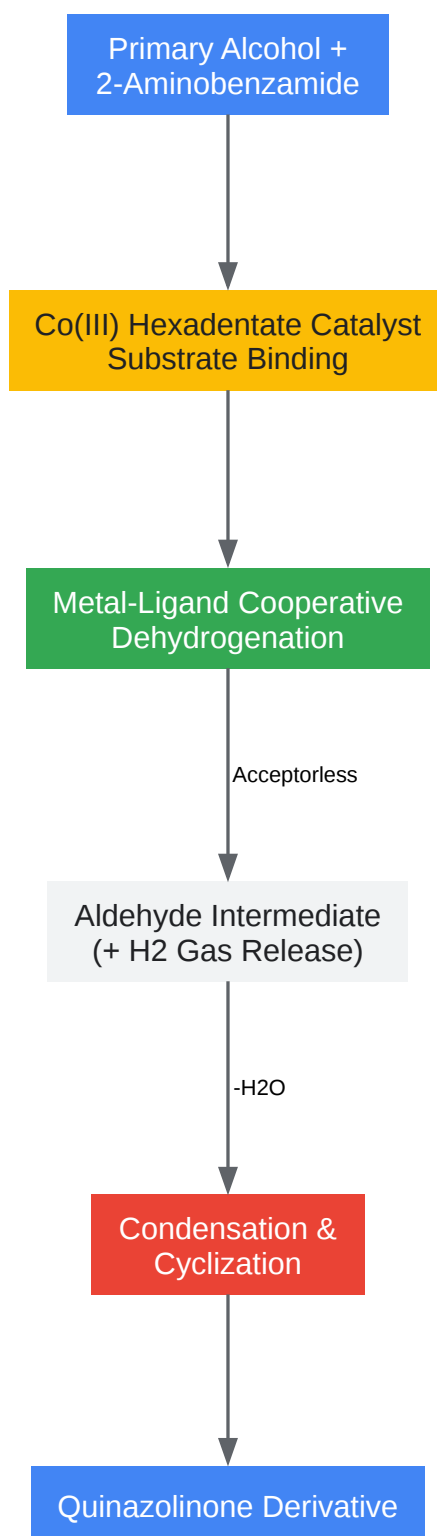 Primary Alcohol +
2-Aminobenzamide
Co(III) Hexadentate Catalyst
Substrate Binding
Metal-Ligand Cooperative
Dehydrogenation
Acceptorless
Aldehyde Intermediate
(+ H2 Gas Release)
-H2O
Condensation &
Cyclization
Quinazolinone Derivative